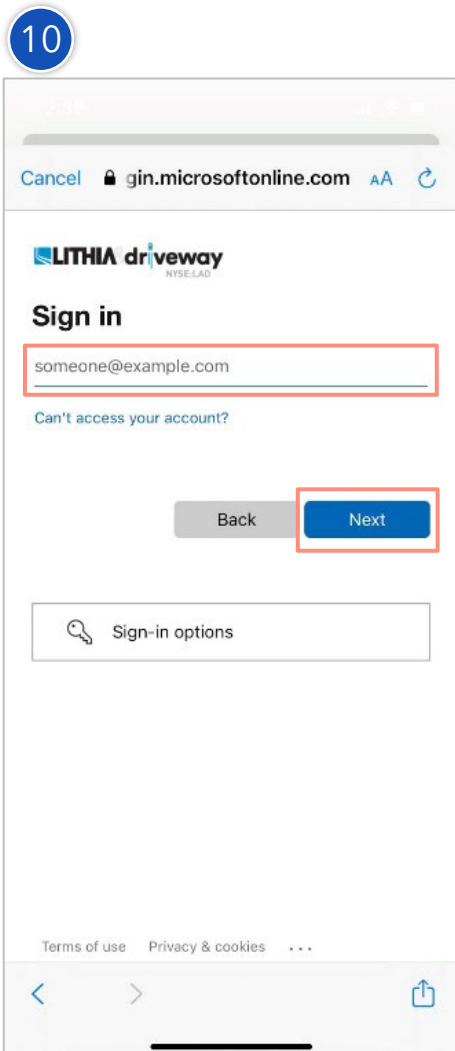 10
Cancel gin.microsoftonline.com AA
LITHIA driveway
NYSE:LAD
Sign in
someone@example.com
Can't access your account?
Back Next
Sign-in options
Terms of use Privacy & cookies ...